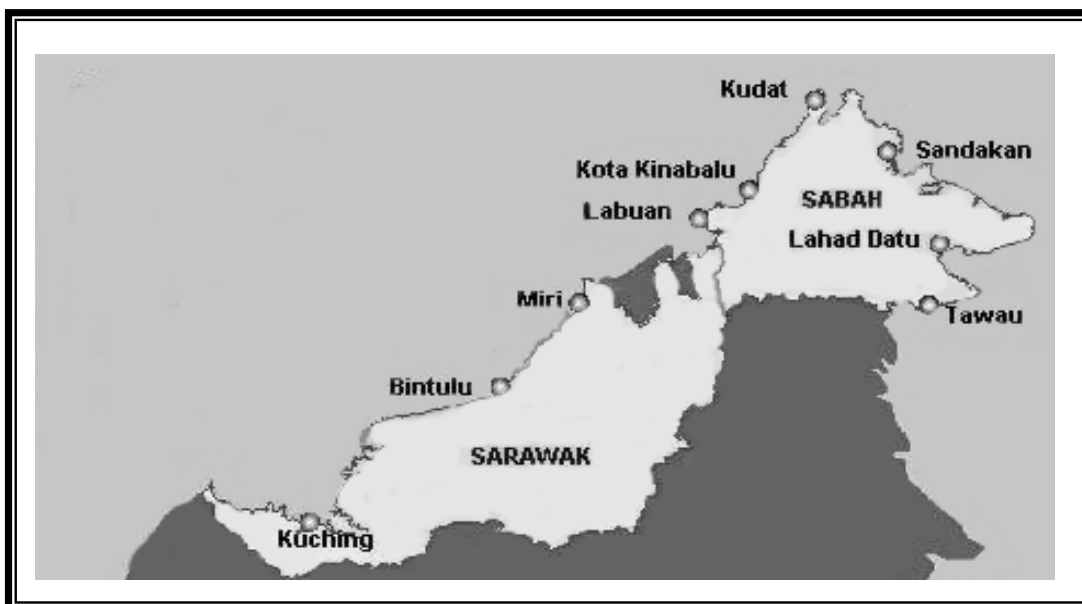 Kudat
Sandakan
Kota Kinabalu
SABAH
Labuan
Lahad Datu
Miri
Tawau
Bintulu
SARAWAK
Kuching